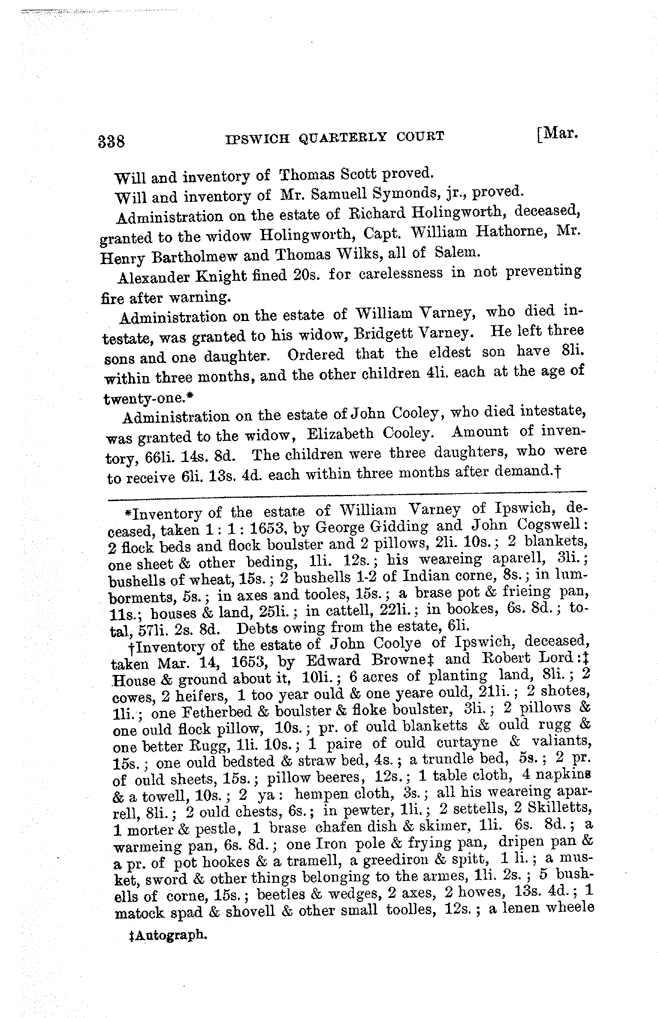 338 IPSWICH QUARTERLY COURT [Mar.
Will and inventory of Thomas Scott proved.
Will and inventory of Mr. Samuell Symonds, jr., proved.
Administration on the estate of Richard Holingworth, deceased,
granted to the widow Holingworth, Capt. William Hathorne, Mr.
Henry Bartholmew and Thomas Wilks, all of Salem.
Alexander Knight fined 20s. for carelessness in not preventing
fire after warning.
Administration on the estate of William Varney, who died in-
testate, was granted to his widow, Bridgett Varney. He left three
sons and one daughter. Ordered that the eldest son have 8li.
within three months, and the other children 4li. each at the age of
twenty-one.*
Administration on the estate of John Cooley, who died intestate,
was granted to the widow, Elizabeth Cooley. Amount of inven-
tory, 66li. 14s. 8d. The children were three daughters, who were
to receive 6li. 13s. 4d. each within three months after demand.†
*Inventory of the estate of William Varney of Ipswich, de-
ceased, taken 1 : 1 : 1653, by George Gidding and John Cogswell :
2 flock beds and flock boulster and 2 pillows, 2li. 10s. ; 2 blankets,
one sheet & other beding, 1li. 12s. ; his weareing aparell, 3li. ;
bushells of wheat, 15s. ; 2 bushells 1-2 of Indian corne, 8s. ; in lum-
borments, 5s. ; in axes and tooles, 15s. ; a brase pot & frieing pan,
11s.; houses & land, 25li. ; in cattell, 22li. ; in bookes, 6s. 8d. ; to-
tal, 57li. 2s. 8d. Debts owing from the estate, 6li.
†Inventory of the estate of John Coolye of Ipswich, deceased,
taken Mar. 14, 1653, by Edward Browne‡ and Robert Lord :‡
House & ground about it, 10li. ; 6 acres of planting land, 8li. ; 2
cowes, 2 heifers, 1 too year ould & one yeare ould, 21li. ; 2 shotes,
1li. ; one Fetherbed & boulster & floke boulster, 3li. ; 2 pillows &
one ould flock pillow, 10s. ; pr. of ould blanketts & ould rugg &
one better Rugg, 1li. 10s. ; 1 paire of ould curtayne & valiants,
15s. ; one ould bedsted & straw bed, 4s. ; a trundle bed, 5s. ; 2 pr.
of ould sheets, 15s. ; pillow beeres, 12s. ; 1 table cloth, 4 napkins
& a towell, 10s. ; 2 ya : hempen cloth, 3s. ; all his weareing apar-
rell, 8li. ; 2 ould chests, 6s. ; in pewter, 1li. ; 2 settells, 2 Skilletts,
1 morter & pestle, 1 brase chafen dish & skimer, 1li. 6s. 8d. ; a
warmeing pan, 6s. 8d. ; one Iron pole & frying pan, dripen pan &
a pr. of pot hookes & a tramell, a greediron & spitt, 1 li. ; a mus-
ket, sword & other things belonging to the armes, 1li. 2s. ; 5 bush-
ells of corne, 15s. ; beetles & wedges, 2 axes, 2 howes, 13s. 4d. ; 1
matock spad & shovell & other small toolles, 12s. ; a lenen wheele
‡Autograph.